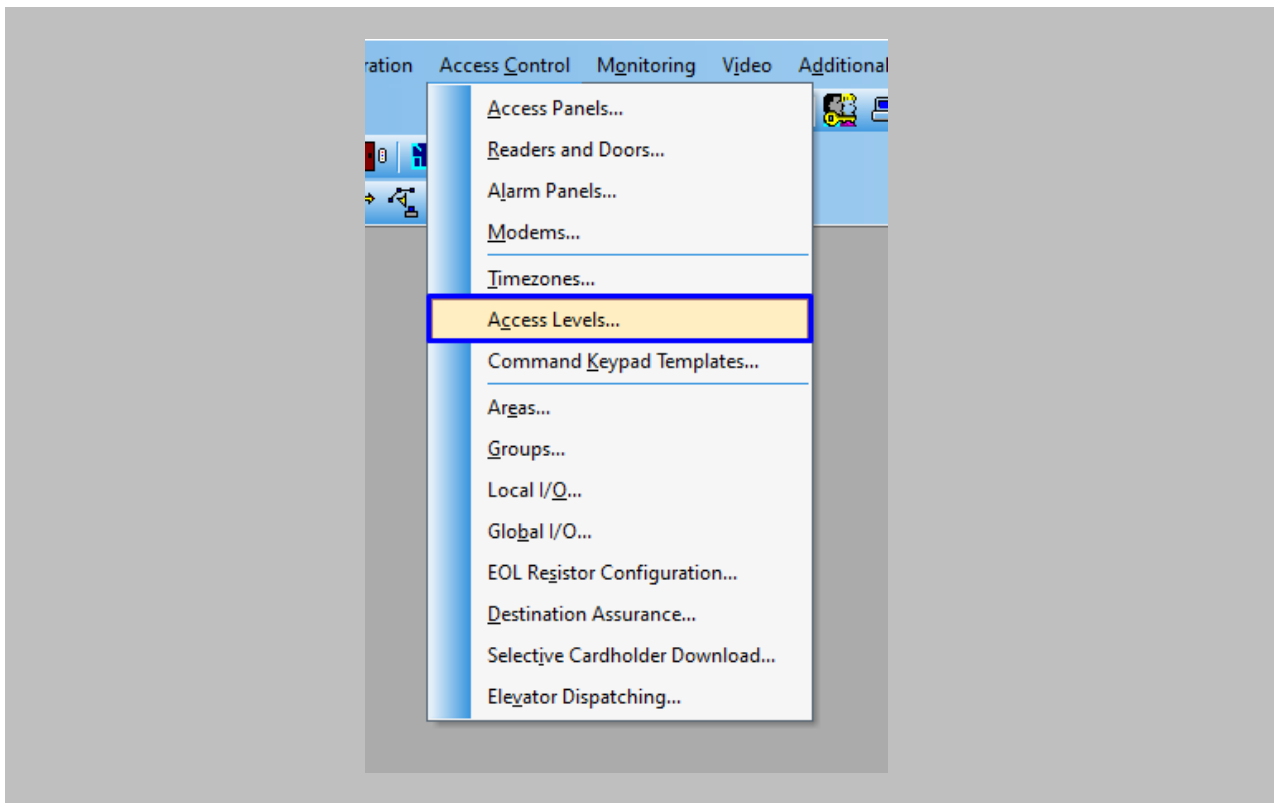 ration Access Control Monitoring Video Additional
Access Panels...
Readers and Doors...
Alarm Panels...
Modems...
Timezones...
Access Levels...
Command Keypad Templates...
Areas...
Groups...
Local I/O...
Global I/O...
EOL Resistor Configuration...
Destination Assurance...
Selective Cardholder Download...
Elevator Dispatching...